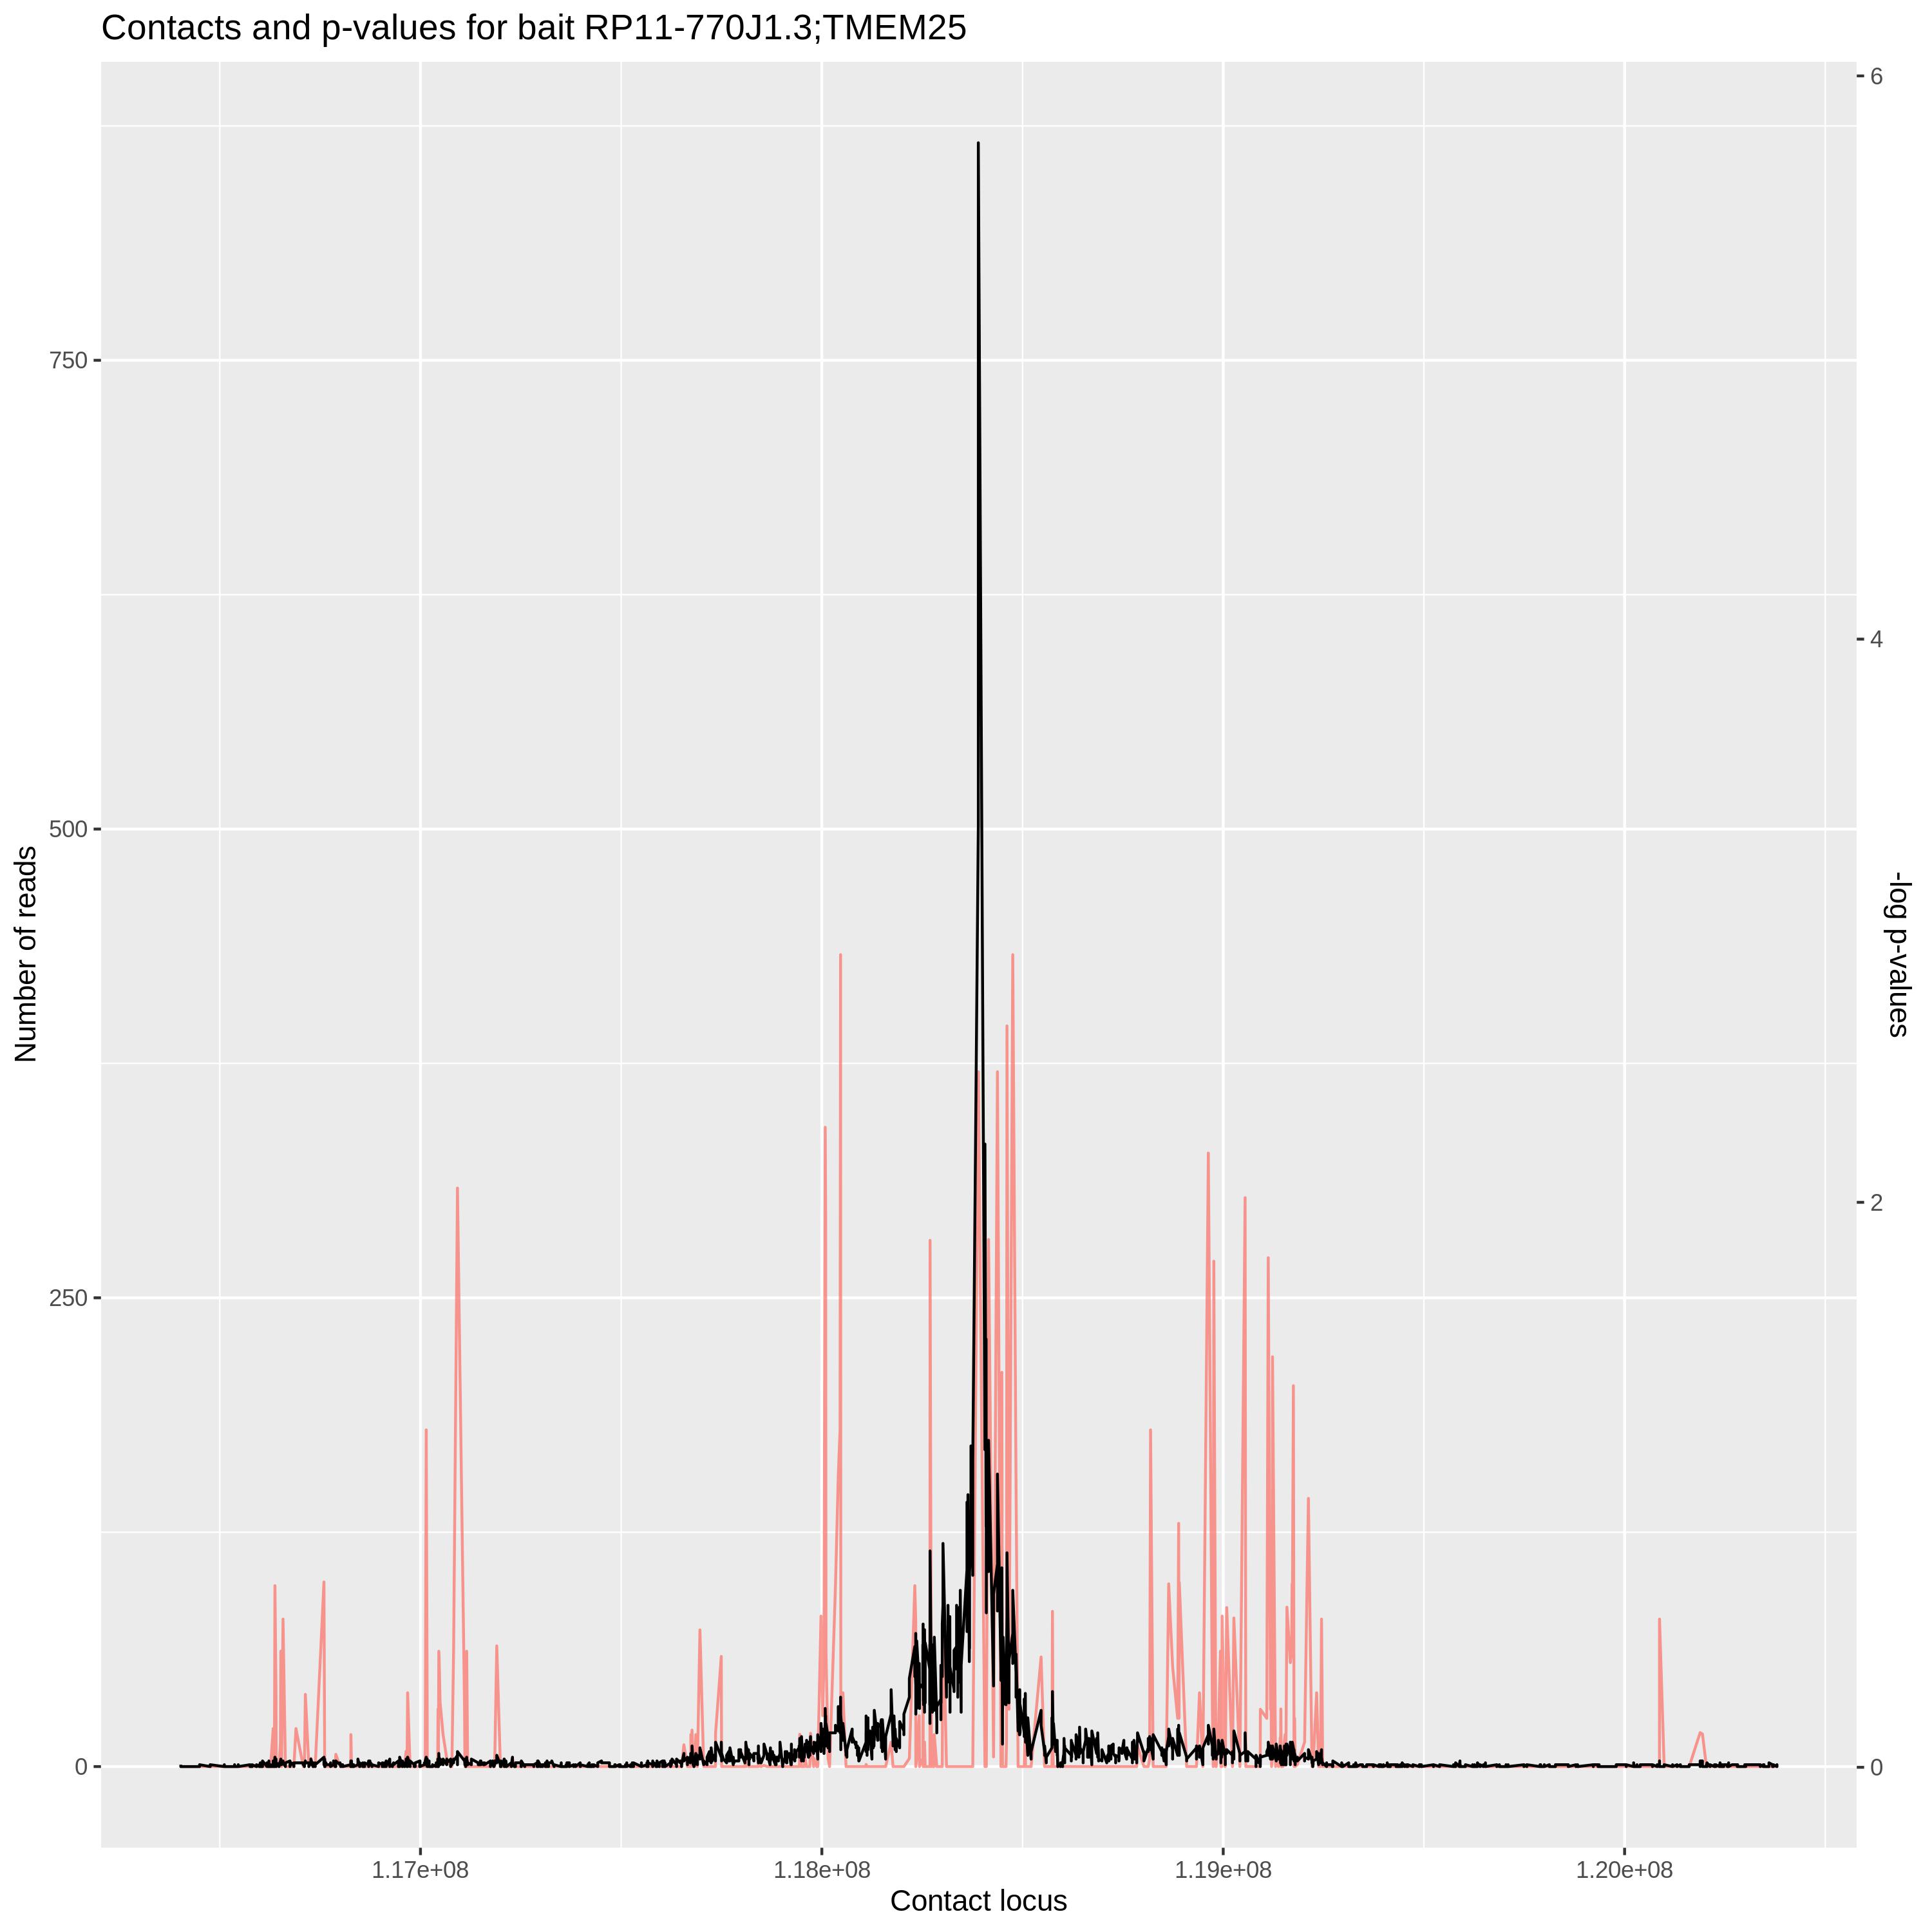 Contacts and p-values for bait RP11-770J1.3;TMEM25
6
750
4
500
Number of reads
-log p-values
2
250
0
0
1.17e+08
1.18e+08
1.19e+08
1.20e+08
Contact locus